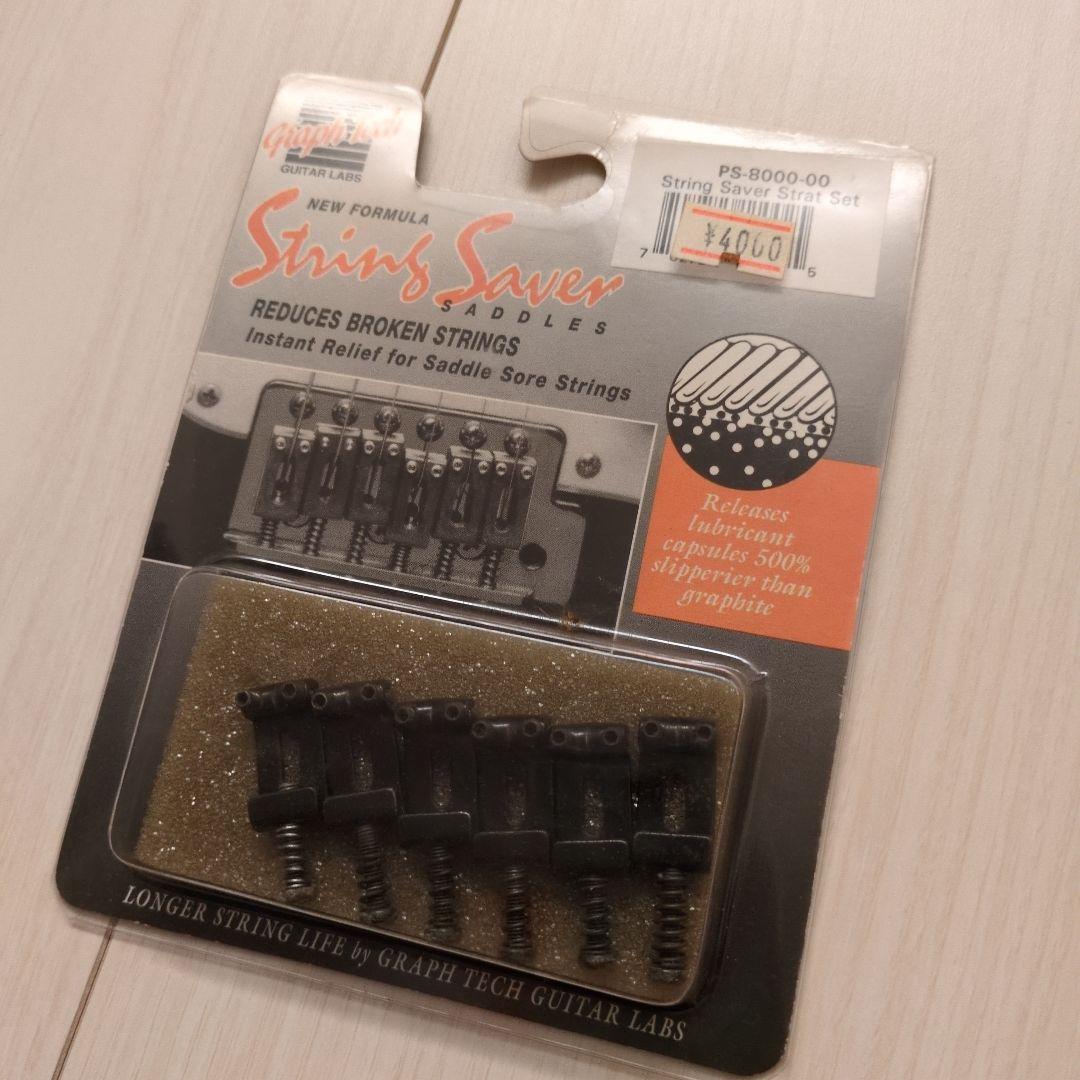 Graph Tech
GUITAR LABS
NEW FORMULA
String Saver
SADDLES
REDUCES BROKEN STRINGS
Instant Relief for Saddle Sore Strings
PS-8000-00
String Saver Strat Set
¥4000
7
5
Releases
lubricant
capsules 500%
slipperier than
graphite
LONGER STRING LIFE by GRAPH TECH GUITAR LABS